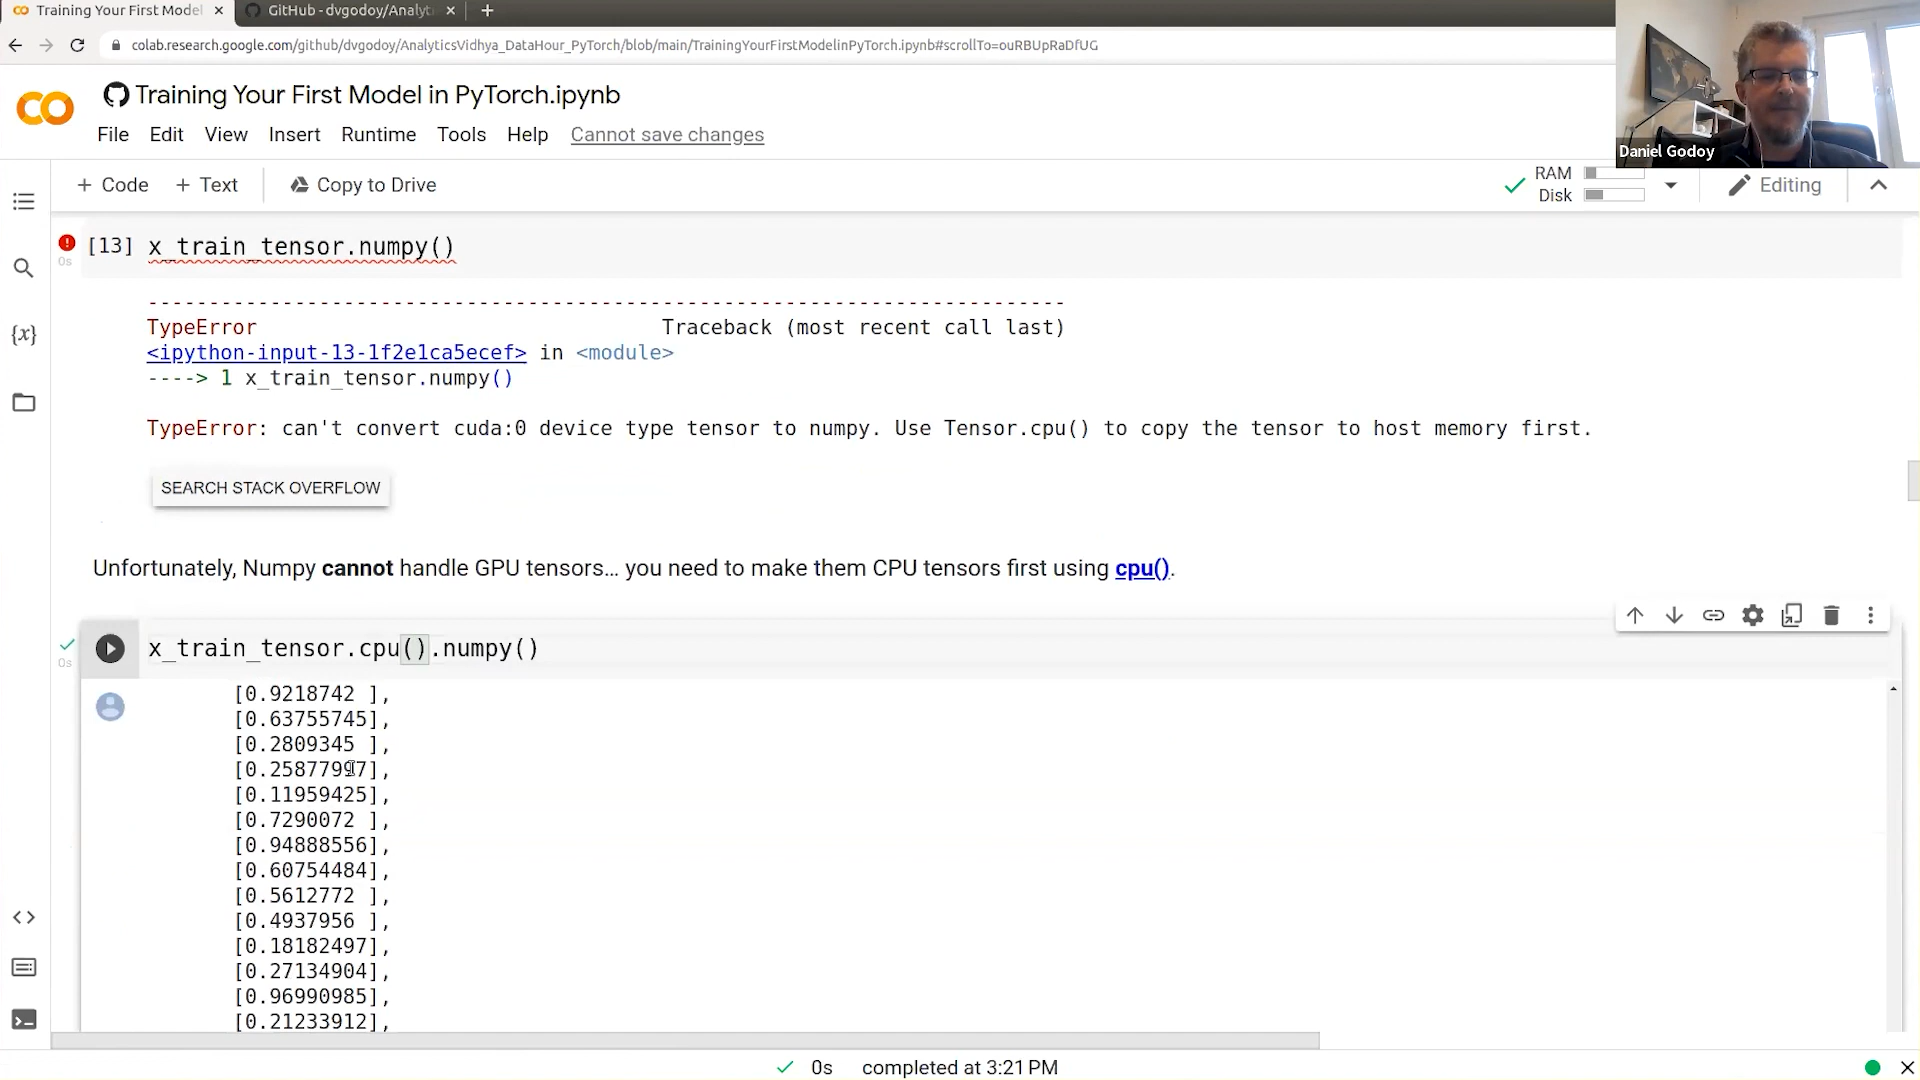 Training Your First Model
GitHub - dvgodoy/Analyt
colab.research.google.com/github/dvgodoy/AnalyticsVidhya_DataHour_PyTorch/blob/main/TrainingYourFirstModelinPyTorch.ipynb#scrollTo=ouRBUpRaDfUG
Training Your First Model in PyTorch.ipynb
File Edit View Insert Runtime Tools Help Cannot save changes
Daniel Godoy
+ Code + Text Copy to Drive
RAM
Disk
Editing
[13] x_train_tensor.numpy()
0s
---------------------------------------------------------------------------
TypeError Traceback (most recent call last)
<ipython-input-13-1f2e1ca5ecef> in <module>
----> 1 x_train_tensor.numpy()
TypeError: can't convert cuda:0 device type tensor to numpy. Use Tensor.cpu() to copy the tensor to host memory first.
SEARCH STACK OVERFLOW
Unfortunately, Numpy cannot handle GPU tensors... you need to make them CPU tensors first using cpu().
x_train_tensor.cpu().numpy()
0s
[0.9218742 ],
[0.63755745],
[0.2809345 ],
[0.25877997],
[0.11959425],
[0.7290072 ],
[0.94888556],
[0.60754484],
[0.5612772 ],
[0.4937956 ],
[0.18182497],
[0.27134904],
[0.96990985],
[0.21233912],
0s completed at 3:21 PM